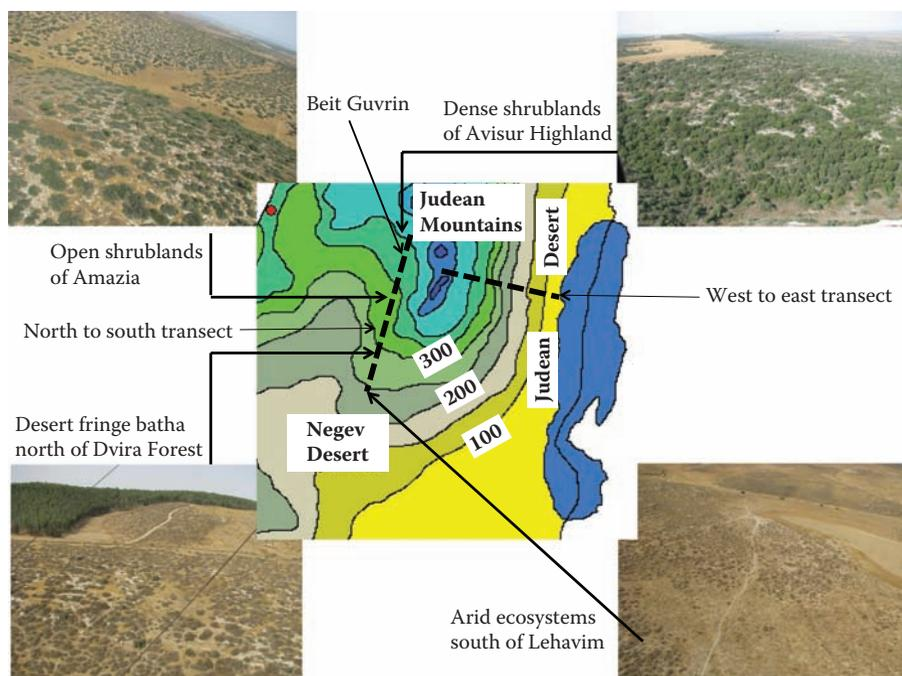 Beit Guvrin
Dense shrublands
of Avisur Highland
Judean
Mountains
Desert
Open shrublands
of Amazia
West to east transect
North to south transect
300
Judean
200
100
Desert fringe batha
north of Dvira Forest
Negev
Desert
Arid ecosystems
south of Lehavim